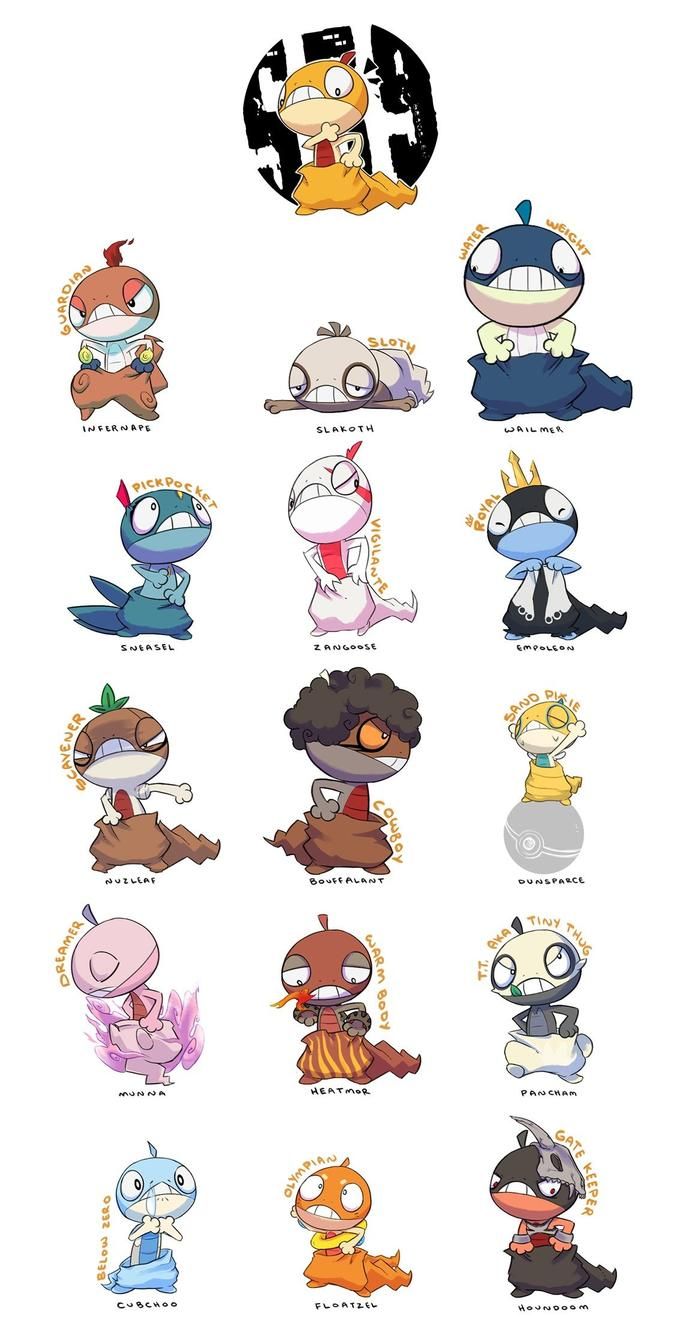 559
GUARDIAN
INFERNAPE
SLOTH
SLAKOTH
WATER WEIGHT
WAILMER
PICKPOCKET
SNEASEL
VIGILANTE
ZANGOOSE
ROYAL
EMPOLEON
SCAVENER
NUZLEAF
COWBOY
BOUFFALANT
SAND PIXIE
DUNSPARCE
DREAMER
MUNNA
WARM BODY
HEATMOR
T.T. AKA TINY THUG
PANCHAM
BELOW ZERO
CUBCHOO
OLYMPIAN
FLOATZEL
GATE KEEPER
HOUNDOOM